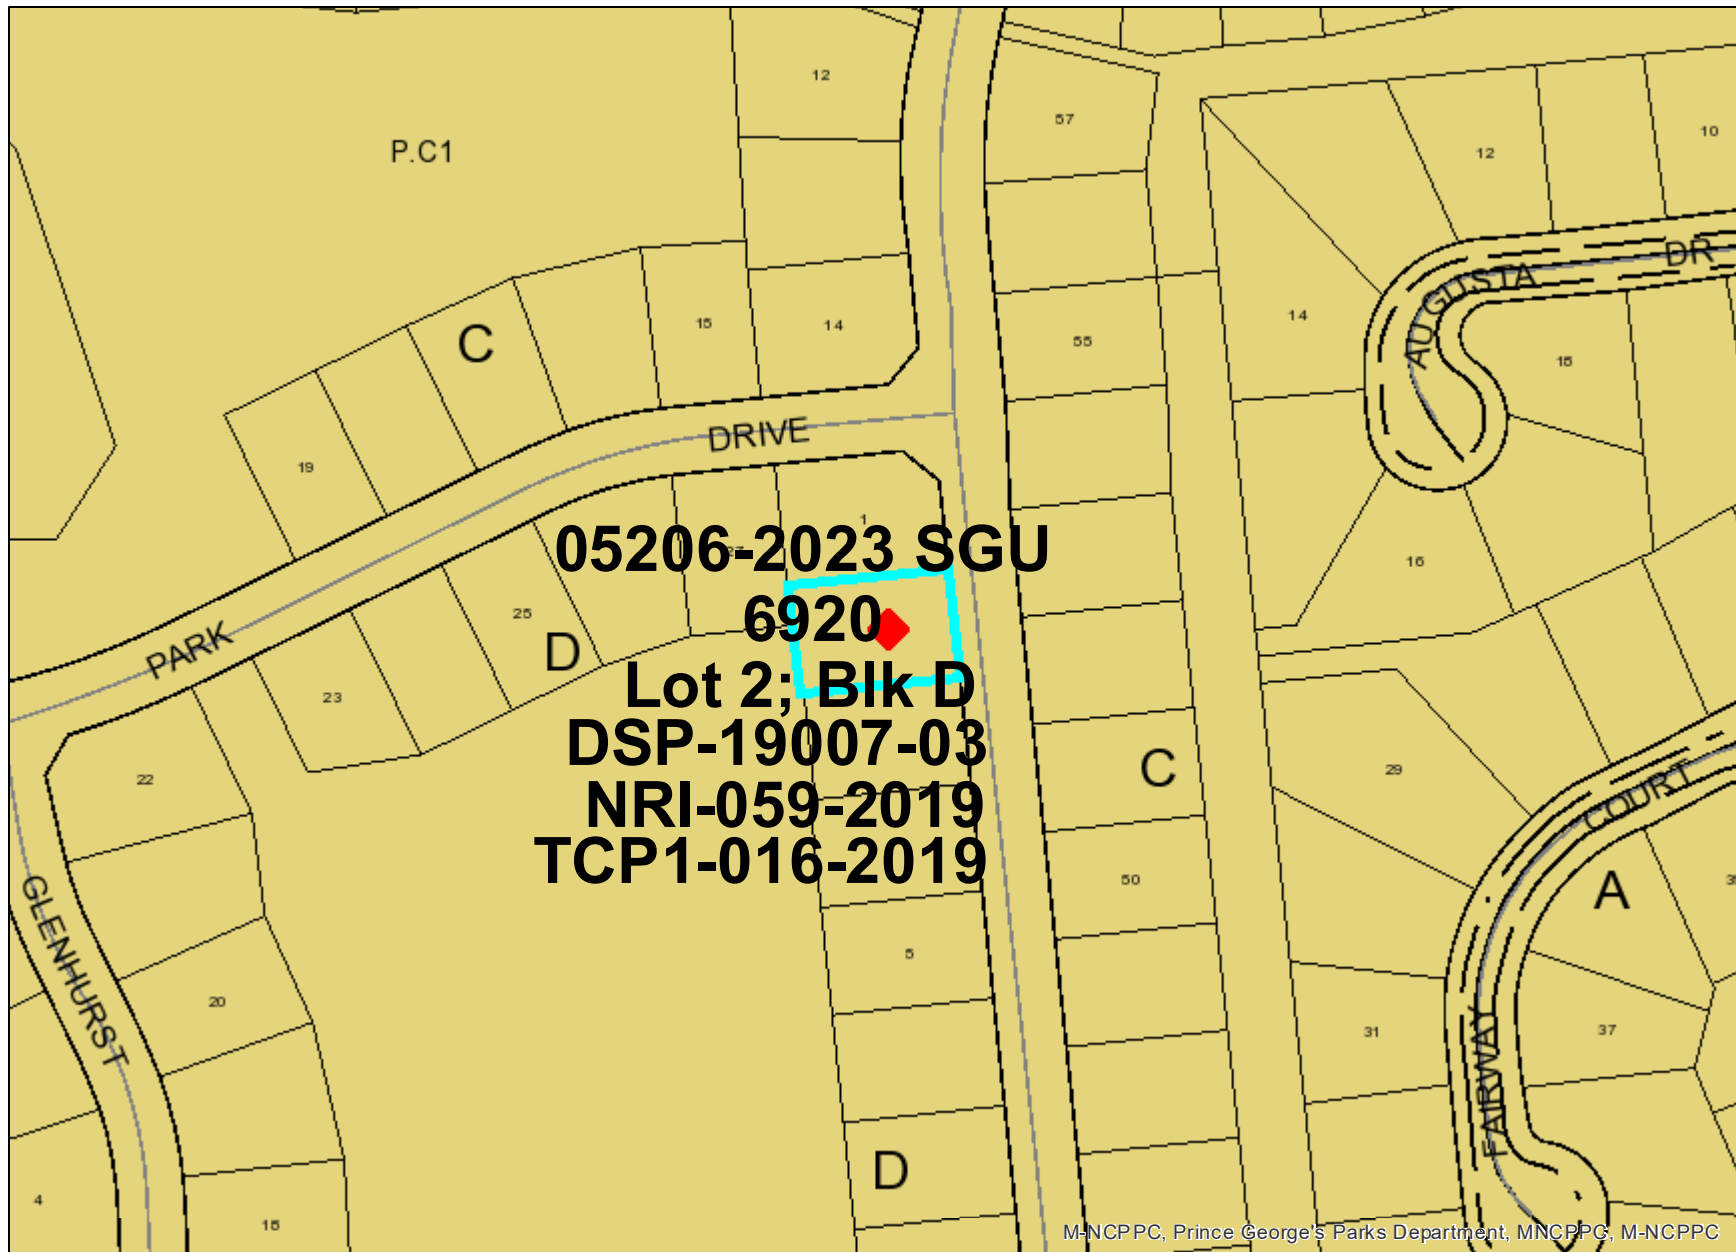 12
57
10
12
P.C1
DR
AUGUSTA
15
14
14
55
C
18
DRIVE
19
1
05206-2023 SGU
27
16
25
6920
D
PARK
Lot 2; Blk D
23
DSP-19007-03
C
29
22
COURT
NRI-059-2019
TCP1-016-2019
50
A
GLENHURST
5
20
31
37
FAIRWAY
D
4
18
M-NCPPC, Prince George's Parks Department, MNCPPC, M-NCPPC